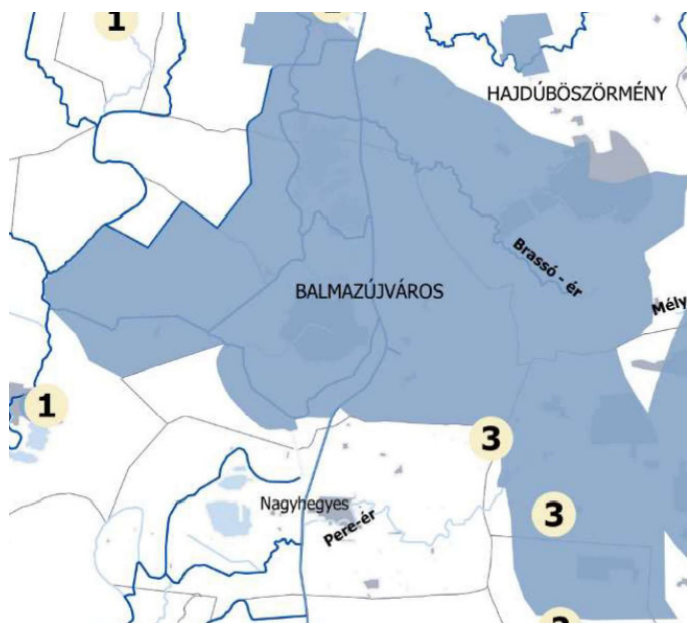 1
HAJDÚBÖSZÖRMÉNY
Brassó - ér
BALMAZÚJVÁROS
Mély
1
3
Nagyhegyes
3
Pere-ér